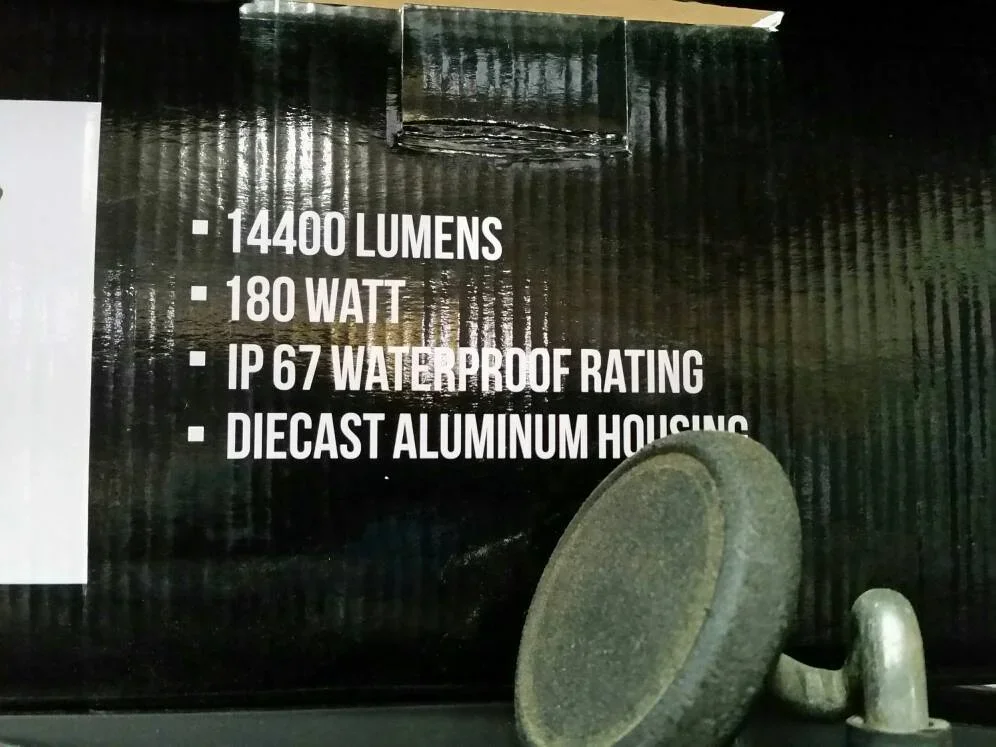 14400 LUMENS
180 WATT
IP 67 WATERPROOF RATING
DIECAST ALUMINUM HOUSING